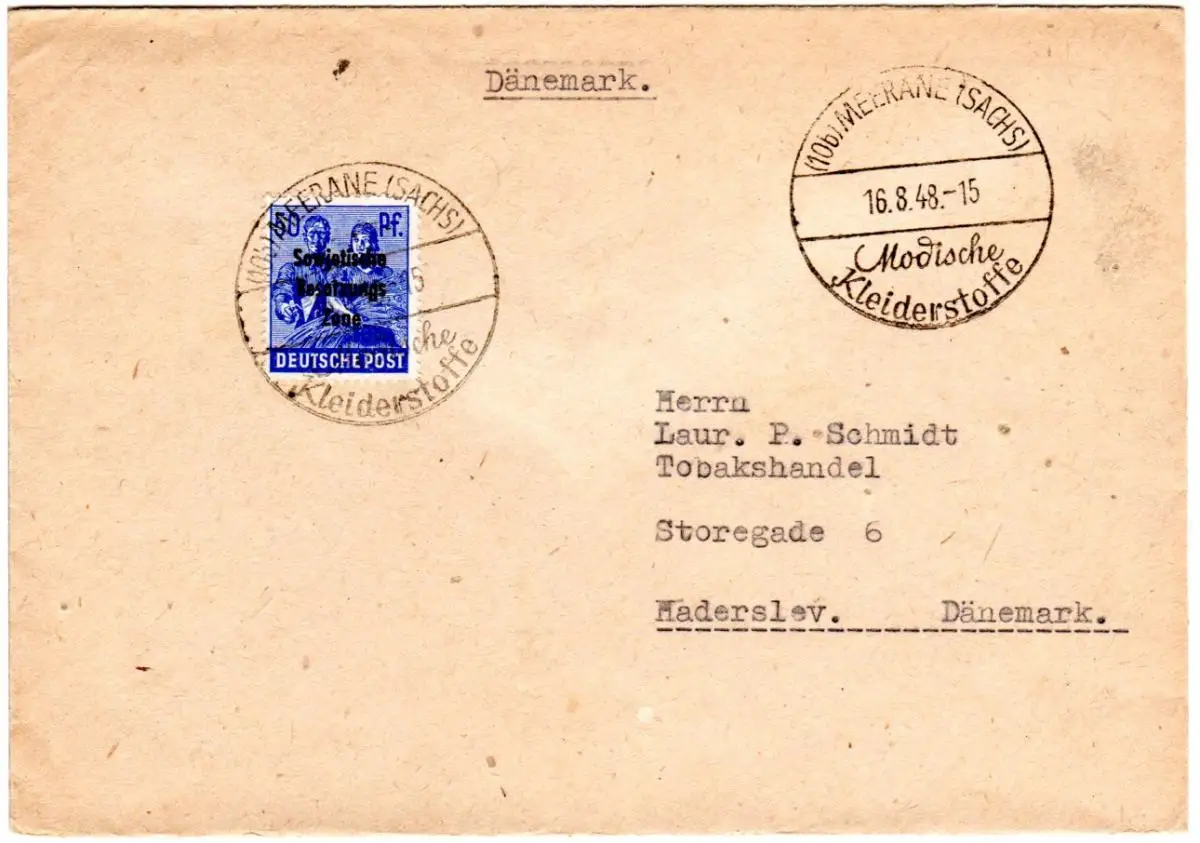 Dänemark.
(10b) MEERANE (SACHS)
16.8.48.-15
Modische
Kleiderstoffe
(10b) MEERANE (SACHS)
Pf.
Sowjetische
Besatzungs
Zone
DEUTSCHE POST
Kleiderstoffe
Herrn
Laur. P. Schmidt
Tobakshandel
Storegade 6
Haderslev. Dänemark.